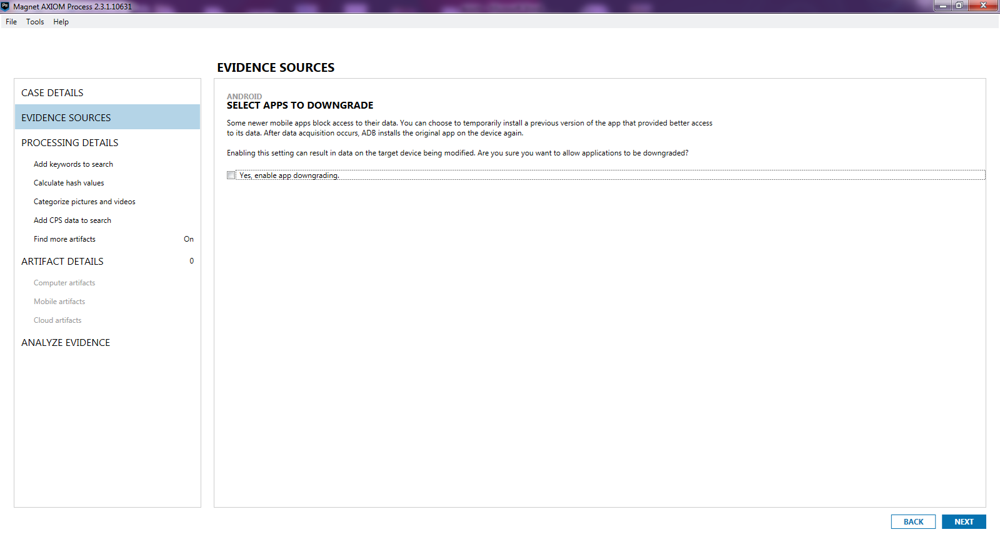 PR Magnet AXIOM Process 2.3.1.10631
File Tools Help
EVIDENCE SOURCES
CASE DETAILS
EVIDENCE SOURCES
PROCESSING DETAILS
Add keywords to search
Calculate hash values
Categorize pictures and videos
Add CPS data to search
Find more artifacts On
ARTIFACT DETAILS 0
Computer artifacts
Mobile artifacts
Cloud artifacts
ANALYZE EVIDENCE
ANDROID
SELECT APPS TO DOWNGRADE
Some newer mobile apps block access to their data. You can choose to temporarily install a previous version of the app that provided better access
to its data. After data acquisition occurs, ADB installs the original app on the device again.
Enabling this setting can result in data on the target device being modified. Are you sure you want to allow applications to be downgraded?
Yes, enable app downgrading.
BACK NEXT